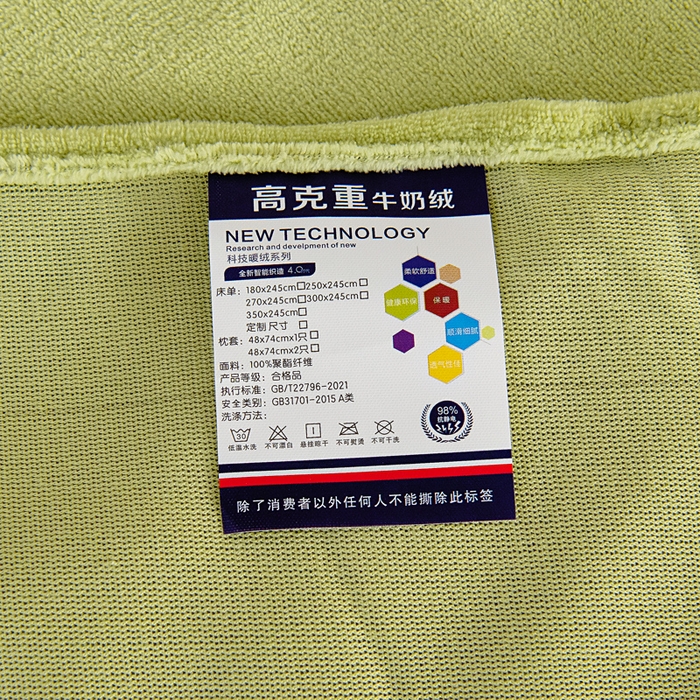 高克重牛奶绒
NEW TECHNOLOGY
Research and develpment of new
科技暖绒系列
全新智能织造 4.0
床单：180x245cm□250x245cm□
270x245cm□300x245cm□
350x245cm□
定制 尺寸 □
枕套：48x74cmx1只□
48x74cmx2只□
面料：100%聚酯纤维
产品等级：合格品
执行标准：GB/T22796-2021
安全类别：GB31701-2015 A类
洗涤方法：
柔软舒适
健康环保
保暖
顺滑细腻
透气性佳
98%
抗静电
30
低温水洗 不可漂白 悬挂晾干 不可熨烫 不可干洗
除了消费者以外任何人不能撕除此标签